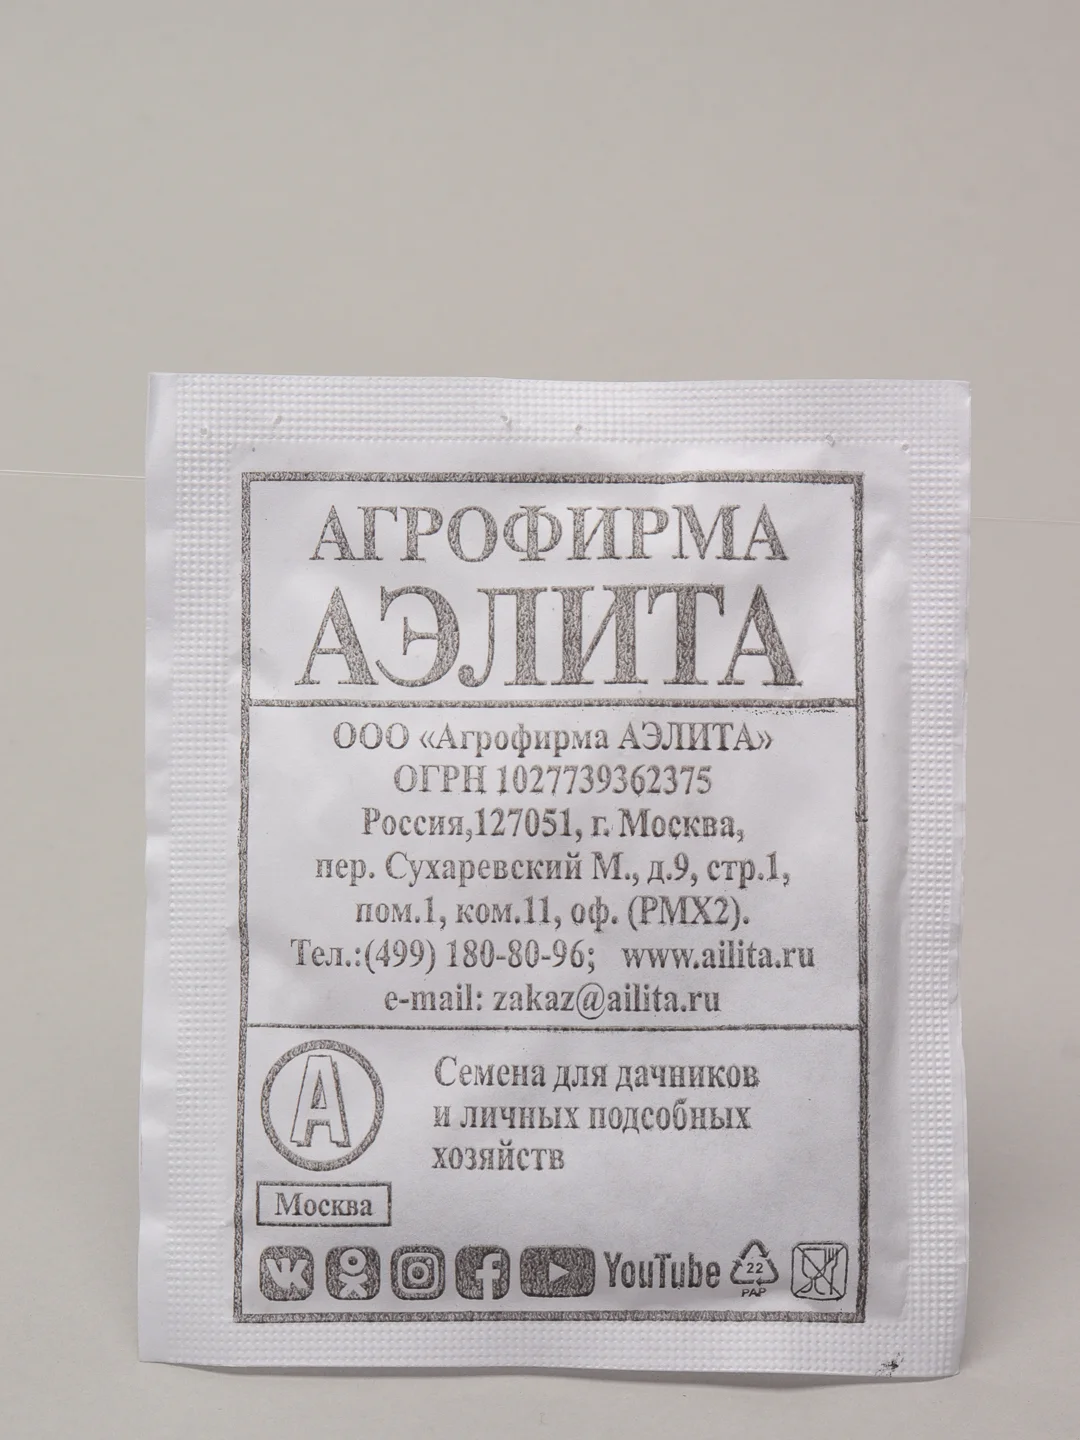 АГРОФИРМА
АЭЛИТА
ООО «Агрофирма АЭЛИТА»
ОГРН 1027739362375
Россия,127051, г. Москва,
пер. Сухаревский М., д.9, стр.1,
пом.1, ком.11, оф. (РМХ2).
Тел.:(499) 180-80-96; www.ailita.ru
e-mail: zakaz@ailita.ru
А
Семена для дачников
и личных подсобных
хозяйств
Москва
YouTube
22
PAP